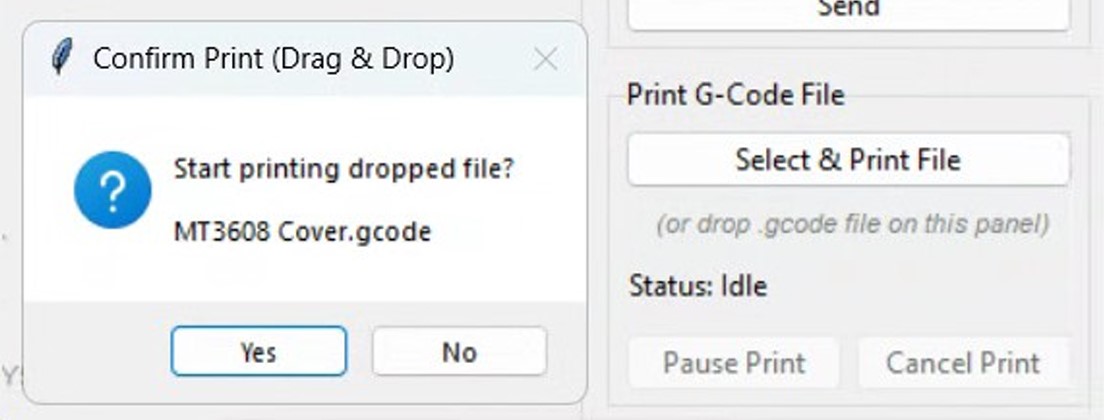 Send
Confirm Print (Drag & Drop)
Start printing dropped file?
MT3608 Cover.gcode
Yes
No
Print G-Code File
Select & Print File
(or drop .gcode file on this panel)
Status: Idle
Pause Print
Cancel Print